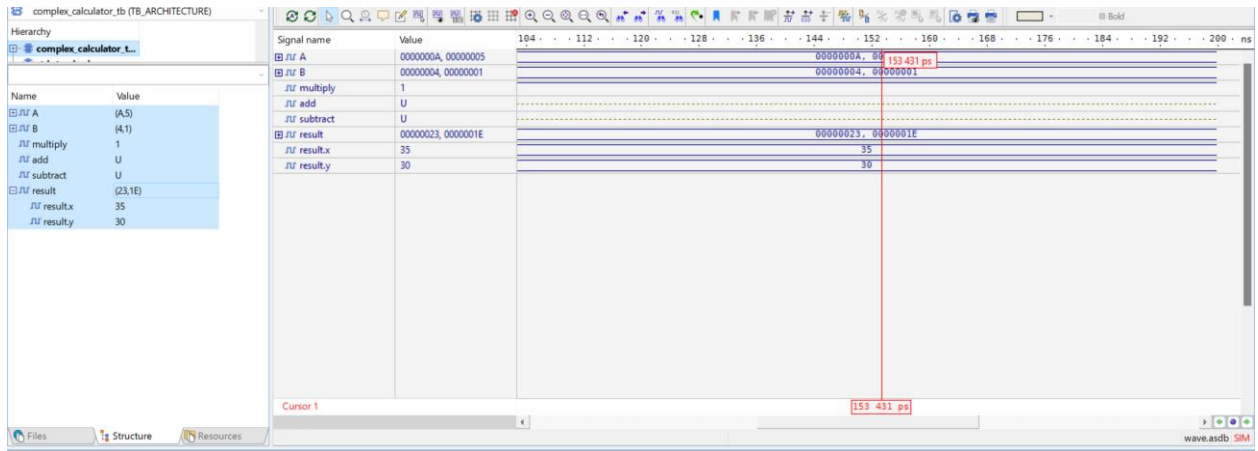 complex_calculator_tb (TB_ARCHITECTURE)
Hierarchy
complex_calculator_t...
Name Value
A (A,5)
B (4,1)
multiply 1
add U
subtract U
result (23,1E)
result.x 35
result.y 30
Files Structure Resources
Bold
Signal name Value 104 112 120 128 136 144 152 160 168 176 184 192 200 ns
A 0000000A, 00000005 0000000A, 00
153 431 ps
B 00000004, 00000001 00000004, 00000001
multiply 1
add U
subtract U
result 00000023, 0000001E 00000023, 0000001E
result.x 35 35
result.y 30 30
Cursor 1 153 431 ps
wave.asdb SIM